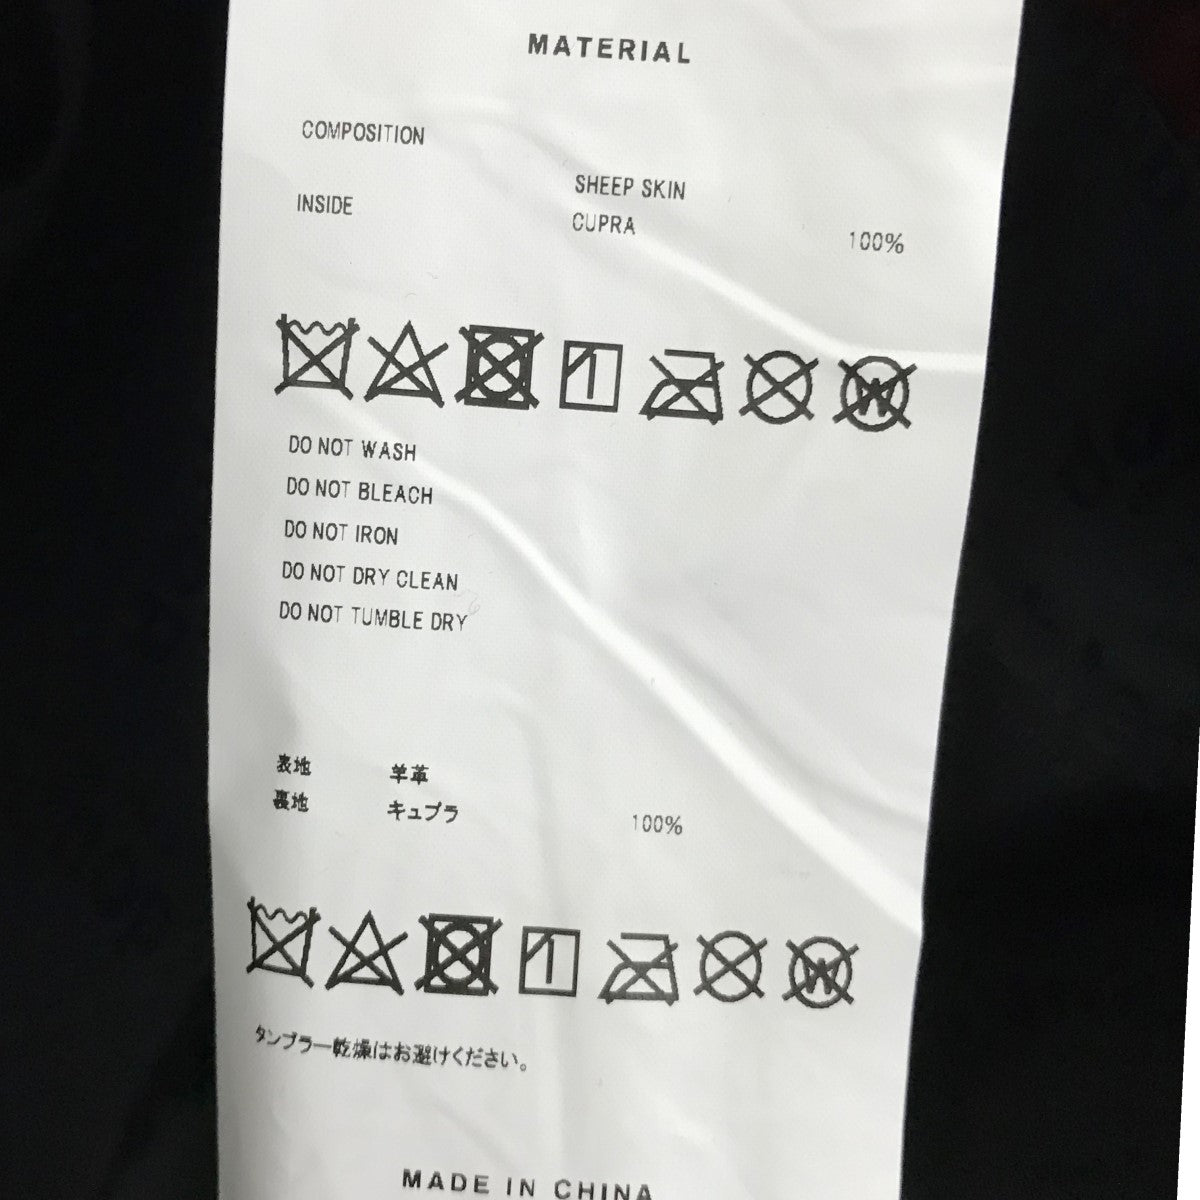 MATERIAL
COMPOSITION
SHEEP SKIN
INSIDE CUPRA 100%
W
DO NOT WASH
DO NOT BLEACH
DO NOT IRON
DO NOT DRY CLEAN
DO NOT TUMBLE DRY
表地 羊革
裏地 キュプラ 100%
W
タンブラー乾燥はお避けください。
MADE IN CHINA